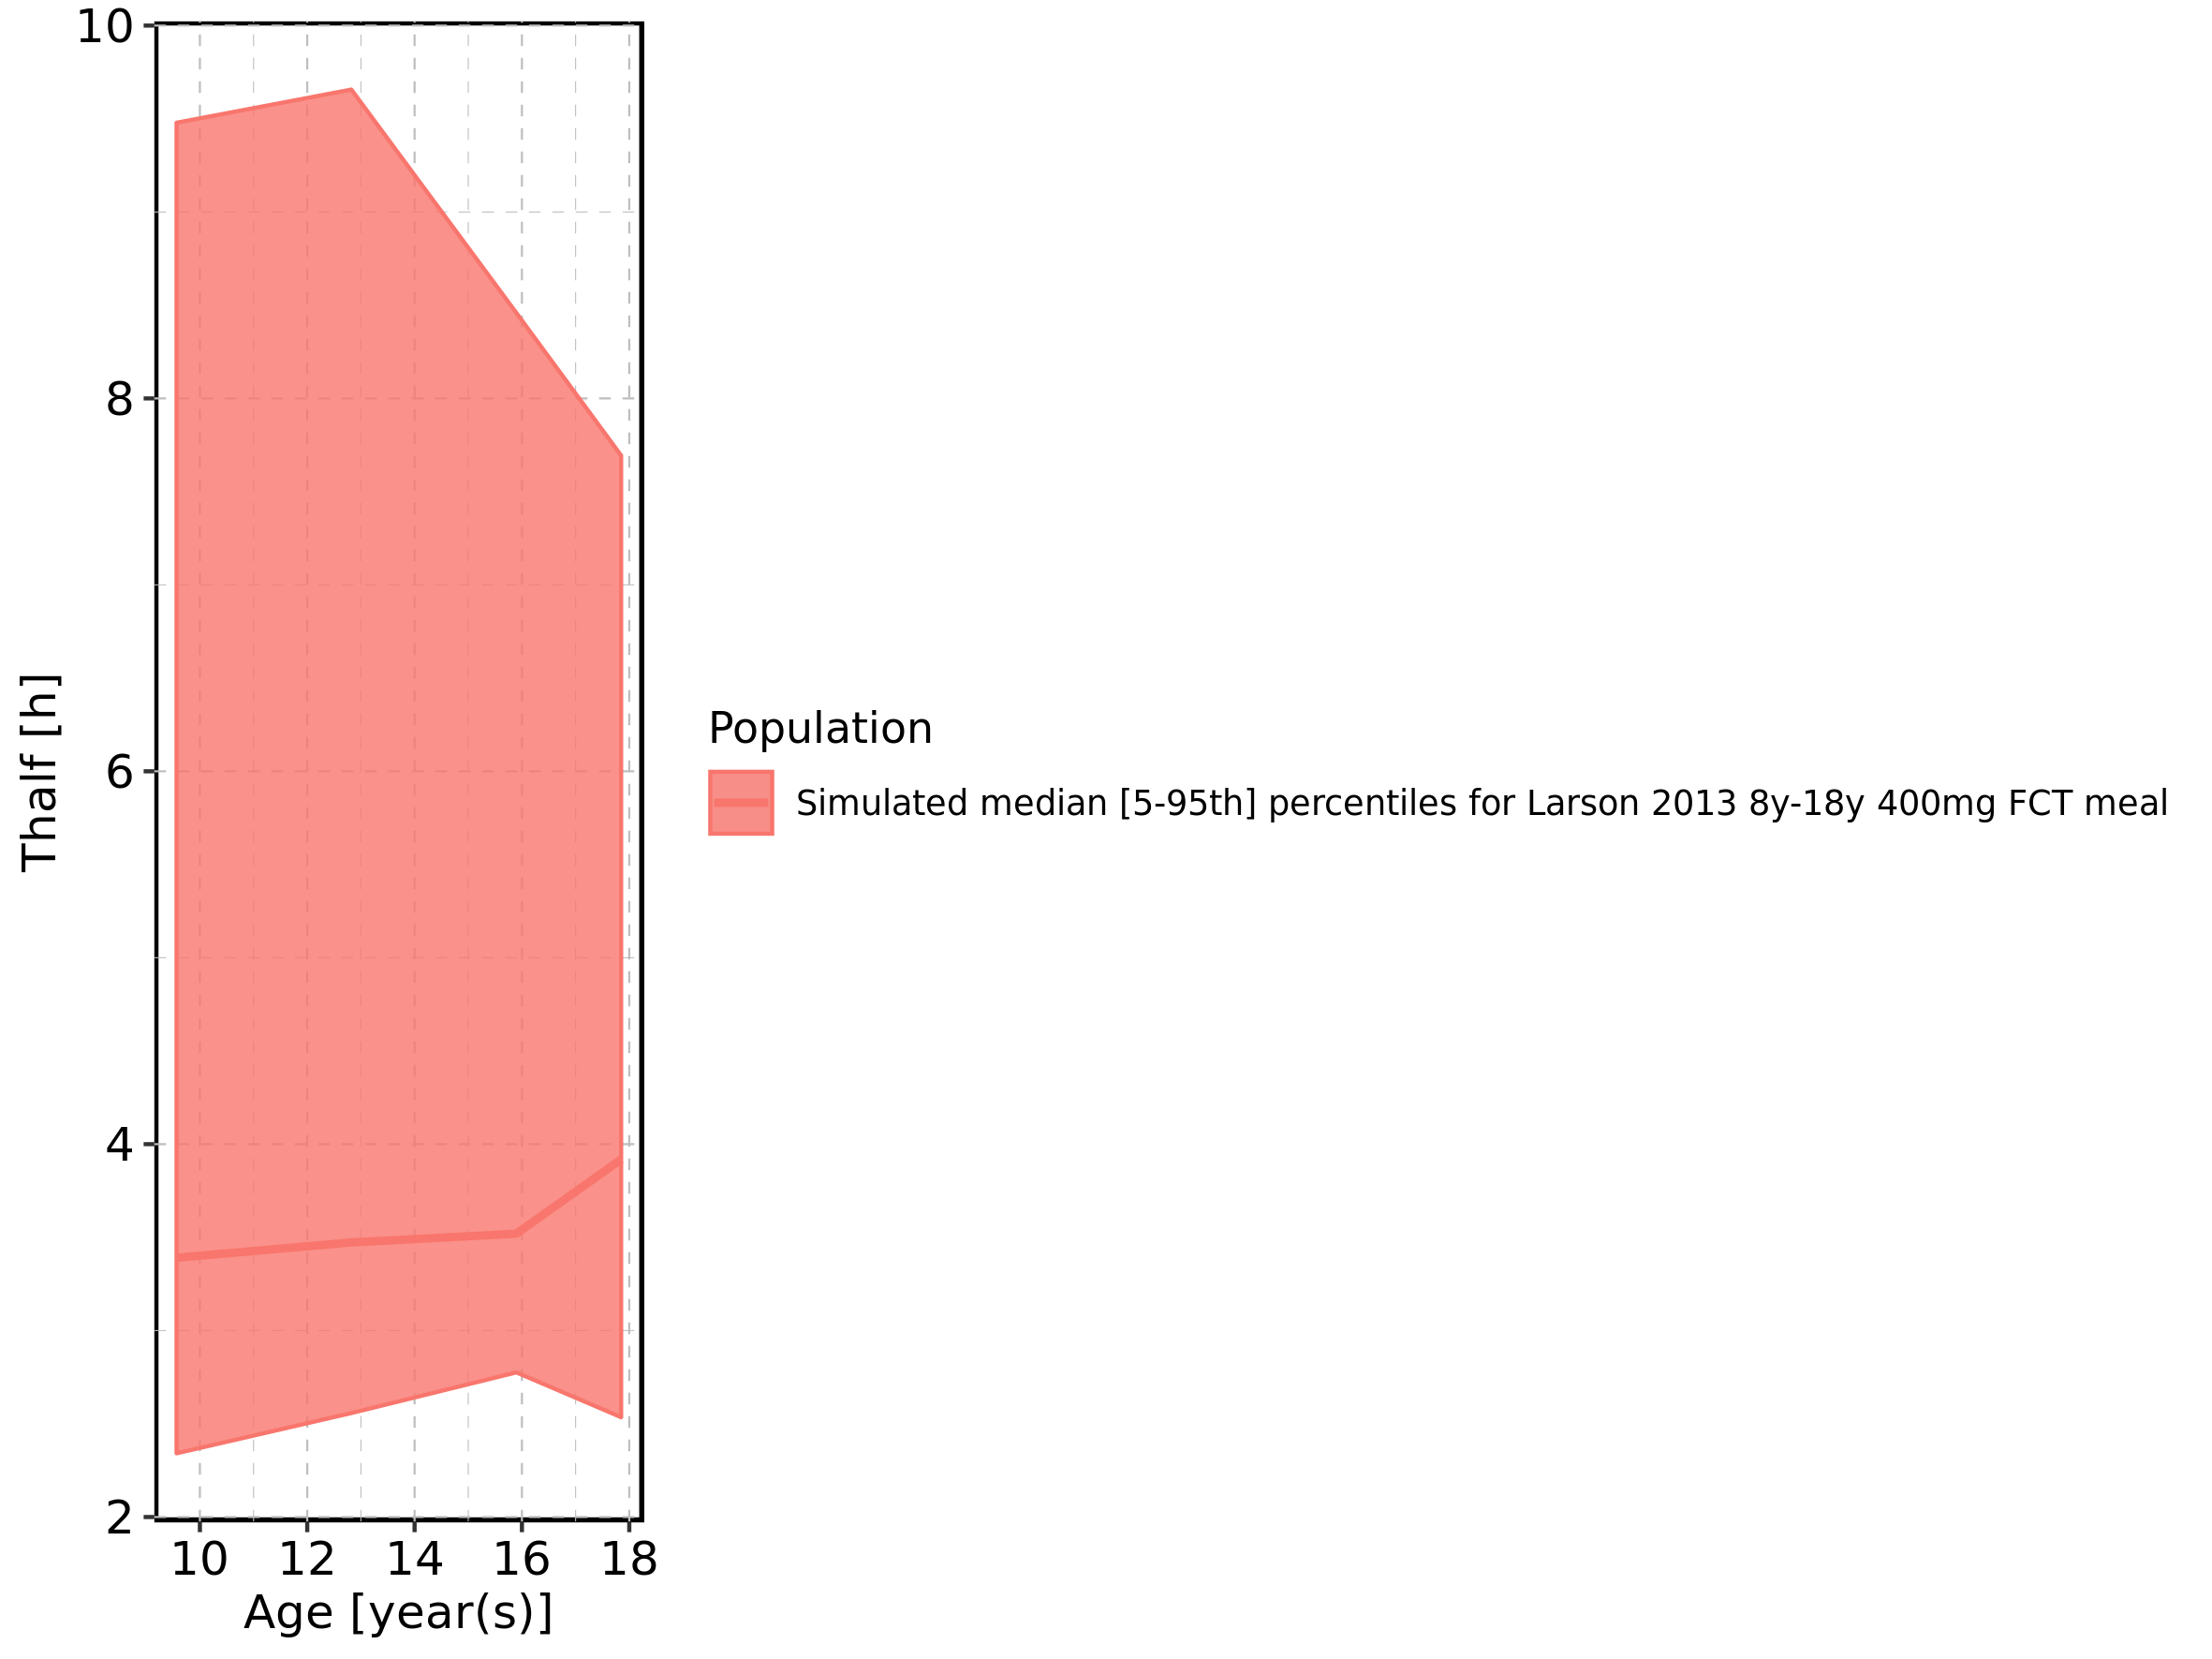 10
8
6
4
2
Thalf [h]
10 12 14 16 18
Age [year(s)]
Population
Simulated median [5-95th] percentiles for Larson 2013 8y-18y 400mg FCT meal